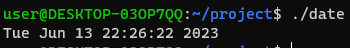 user@DESKTOP-03OP7QQ:~/project$ ./date
Tue Jun 13 22:26:22 2023